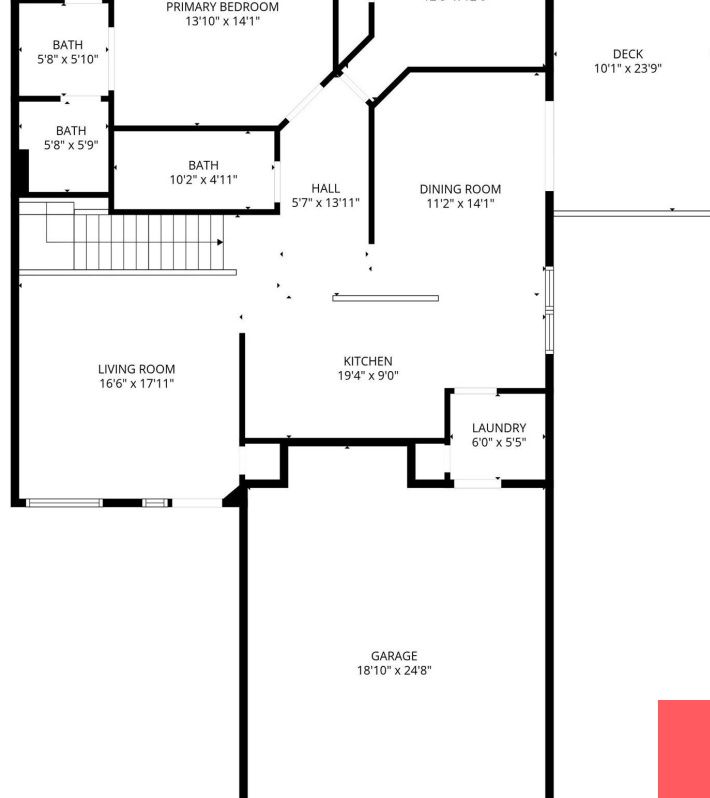 PRIMARY BEDROOM
13'10" x 14'1"
BATH
5'8" x 5'10"
DECK
10'1" x 23'9"
BATH
5'8" x 5'9"
BATH
10'2" x 4'11"
HALL
5'7" x 13'11"
DINING ROOM
11'2" x 14'1"
LIVING ROOM
16'6" x 17'11"
KITCHEN
19'4" x 9'0"
LAUNDRY
6'0" x 5'5"
GARAGE
18'10" x 24'8"